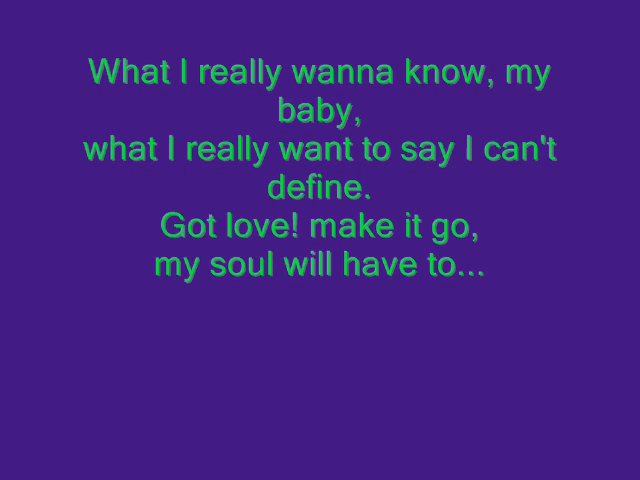 What I really wanna know, my
baby,
what I really want to say I can't
define.
Got love! make it go,
my soul will have to...